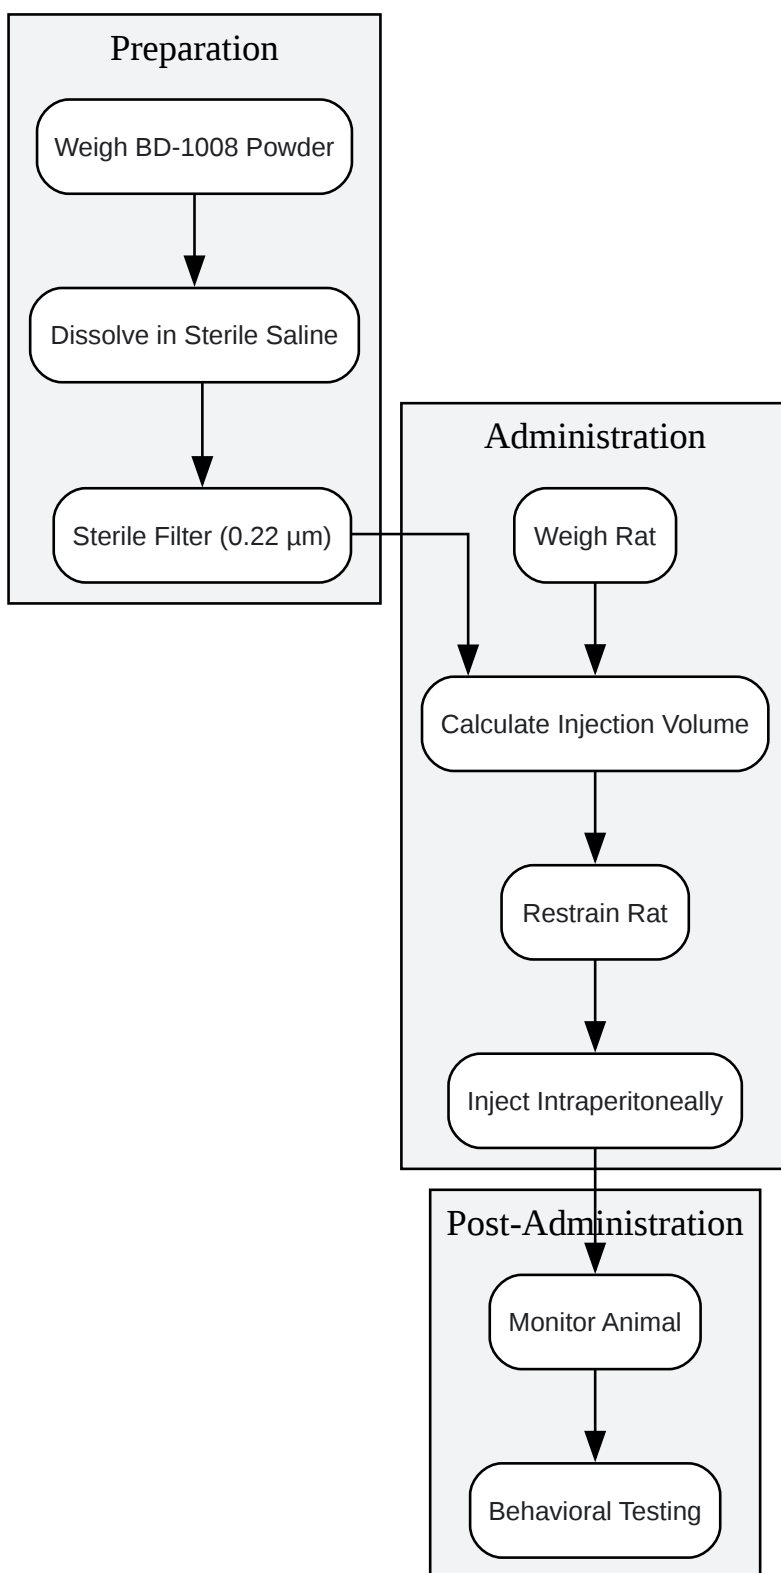 Preparation
Weigh BD-1008 Powder
Dissolve in Sterile Saline
Sterile Filter (0.22 µm)
Administration
Weigh Rat
Calculate Injection Volume
Restrain Rat
Inject Intraperitoneally
Post-Administration
Monitor Animal
Behavioral Testing